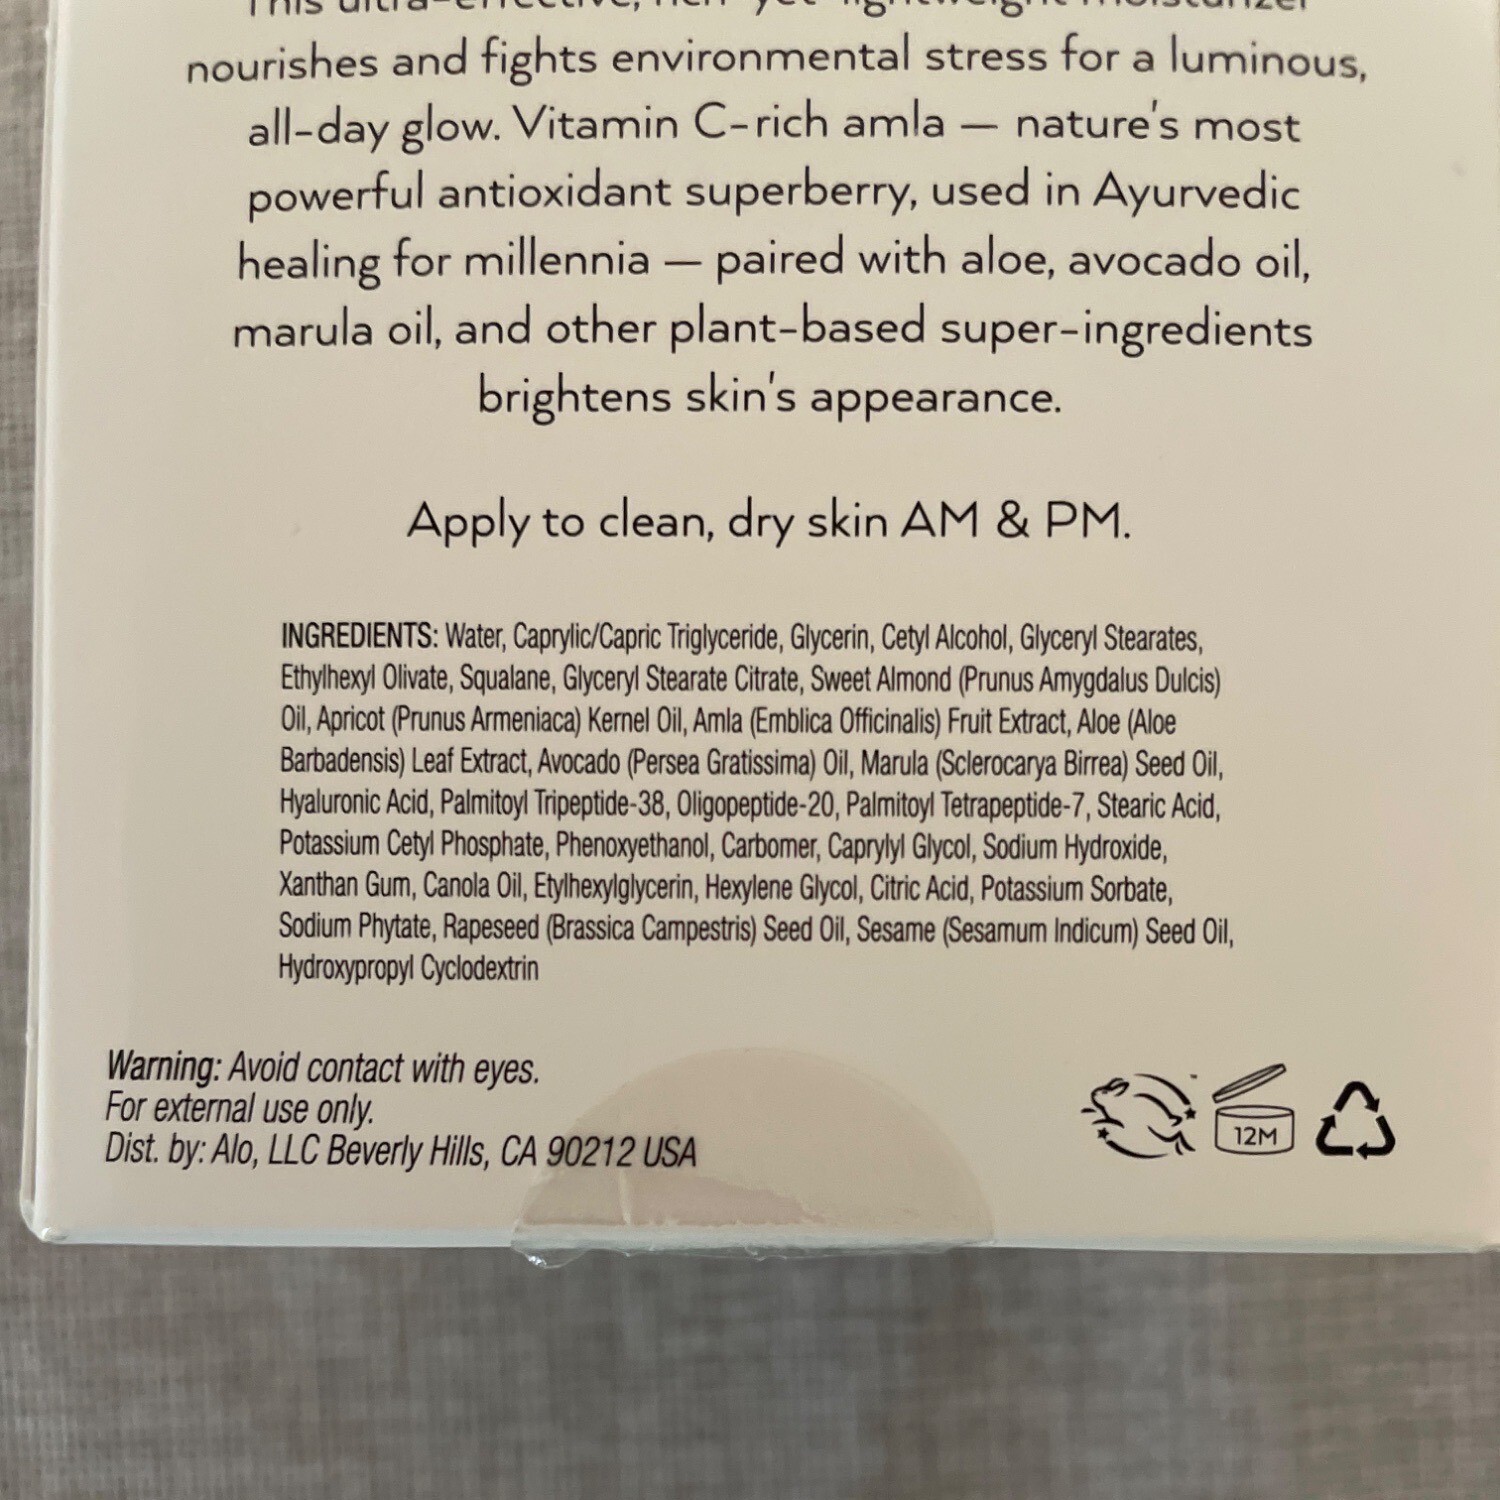 This ultra-effective, rich-yet-lightweight moisturizer
nourishes and fights environmental stress for a luminous,
all-day glow. Vitamin C-rich amla — nature's most
powerful antioxidant superberry, used in Ayurvedic
healing for millennia — paired with aloe, avocado oil,
marula oil, and other plant-based super-ingredients
brightens skin's appearance.
Apply to clean, dry skin AM & PM.
INGREDIENTS: Water, Caprylic/Capric Triglyceride, Glycerin, Cetyl Alcohol, Glyceryl Stearates,
Ethylhexyl Olivate, Squalane, Glyceryl Stearate Citrate, Sweet Almond (Prunus Amygdalus Dulcis)
Oil, Apricot (Prunus Armeniaca) Kernel Oil, Amla (Emblica Officinalis) Fruit Extract, Aloe (Aloe
Barbadensis) Leaf Extract, Avocado (Persea Gratissima) Oil, Marula (Sclerocarya Birrea) Seed Oil,
Hyaluronic Acid, Palmitoyl Tripeptide-38, Oligopeptide-20, Palmitoyl Tetrapeptide-7, Stearic Acid,
Potassium Cetyl Phosphate, Phenoxyethanol, Carbomer, Caprylyl Glycol, Sodium Hydroxide,
Xanthan Gum, Canola Oil, Etylhexylglycerin, Hexylene Glycol, Citric Acid, Potassium Sorbate,
Sodium Phytate, Rapeseed (Brassica Campestris) Seed Oil, Sesame (Sesamum Indicum) Seed Oil,
Hydroxypropyl Cyclodextrin
Warning: Avoid contact with eyes.
For external use only.
Dist. by: Alo, LLC Beverly Hills, CA 90212 USA
12M